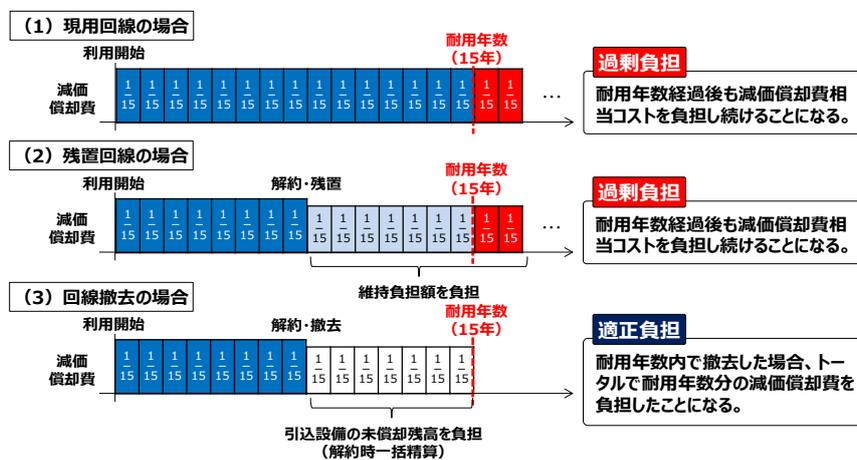 (1)現用回線の場合
利用開始
耐用年数
(15年)
減価
償却費
1 1 1 1 1 1 1 1 1 1 1 1 1 1 1 1 1
15 15 15 15 15 15 15 15 15 15 15 15 15 15 15 15 15
…
過剰負担
耐用年数経過後も減価償却費相
当コストを負担し続けることになる。
(2)残置回線の場合
利用開始
解約・残置
耐用年数
(15年)
減価
償却費
1 1 1 1 1 1 1 1 1 1 1 1 1 1 1 1 1
15 15 15 15 15 15 15 15 15 15 15 15 15 15 15 15 15
…
維持負担額を負担
過剰負担
耐用年数経過後も減価償却費相
当コストを負担し続けることになる。
(3)回線撤去の場合
利用開始
解約・撤去
耐用年数
(15年)
減価
償却費
1 1 1 1 1 1 1 1 1 1 1 1 1 1 1
15 15 15 15 15 15 15 15 15 15 15 15 15 15 15
引込設備の未償却残高を負担
(解約時一括精算)
適正負担
耐用年数内で撤去した場合、トー
タルで耐用年数分の減価償却費を
負担したことになる。